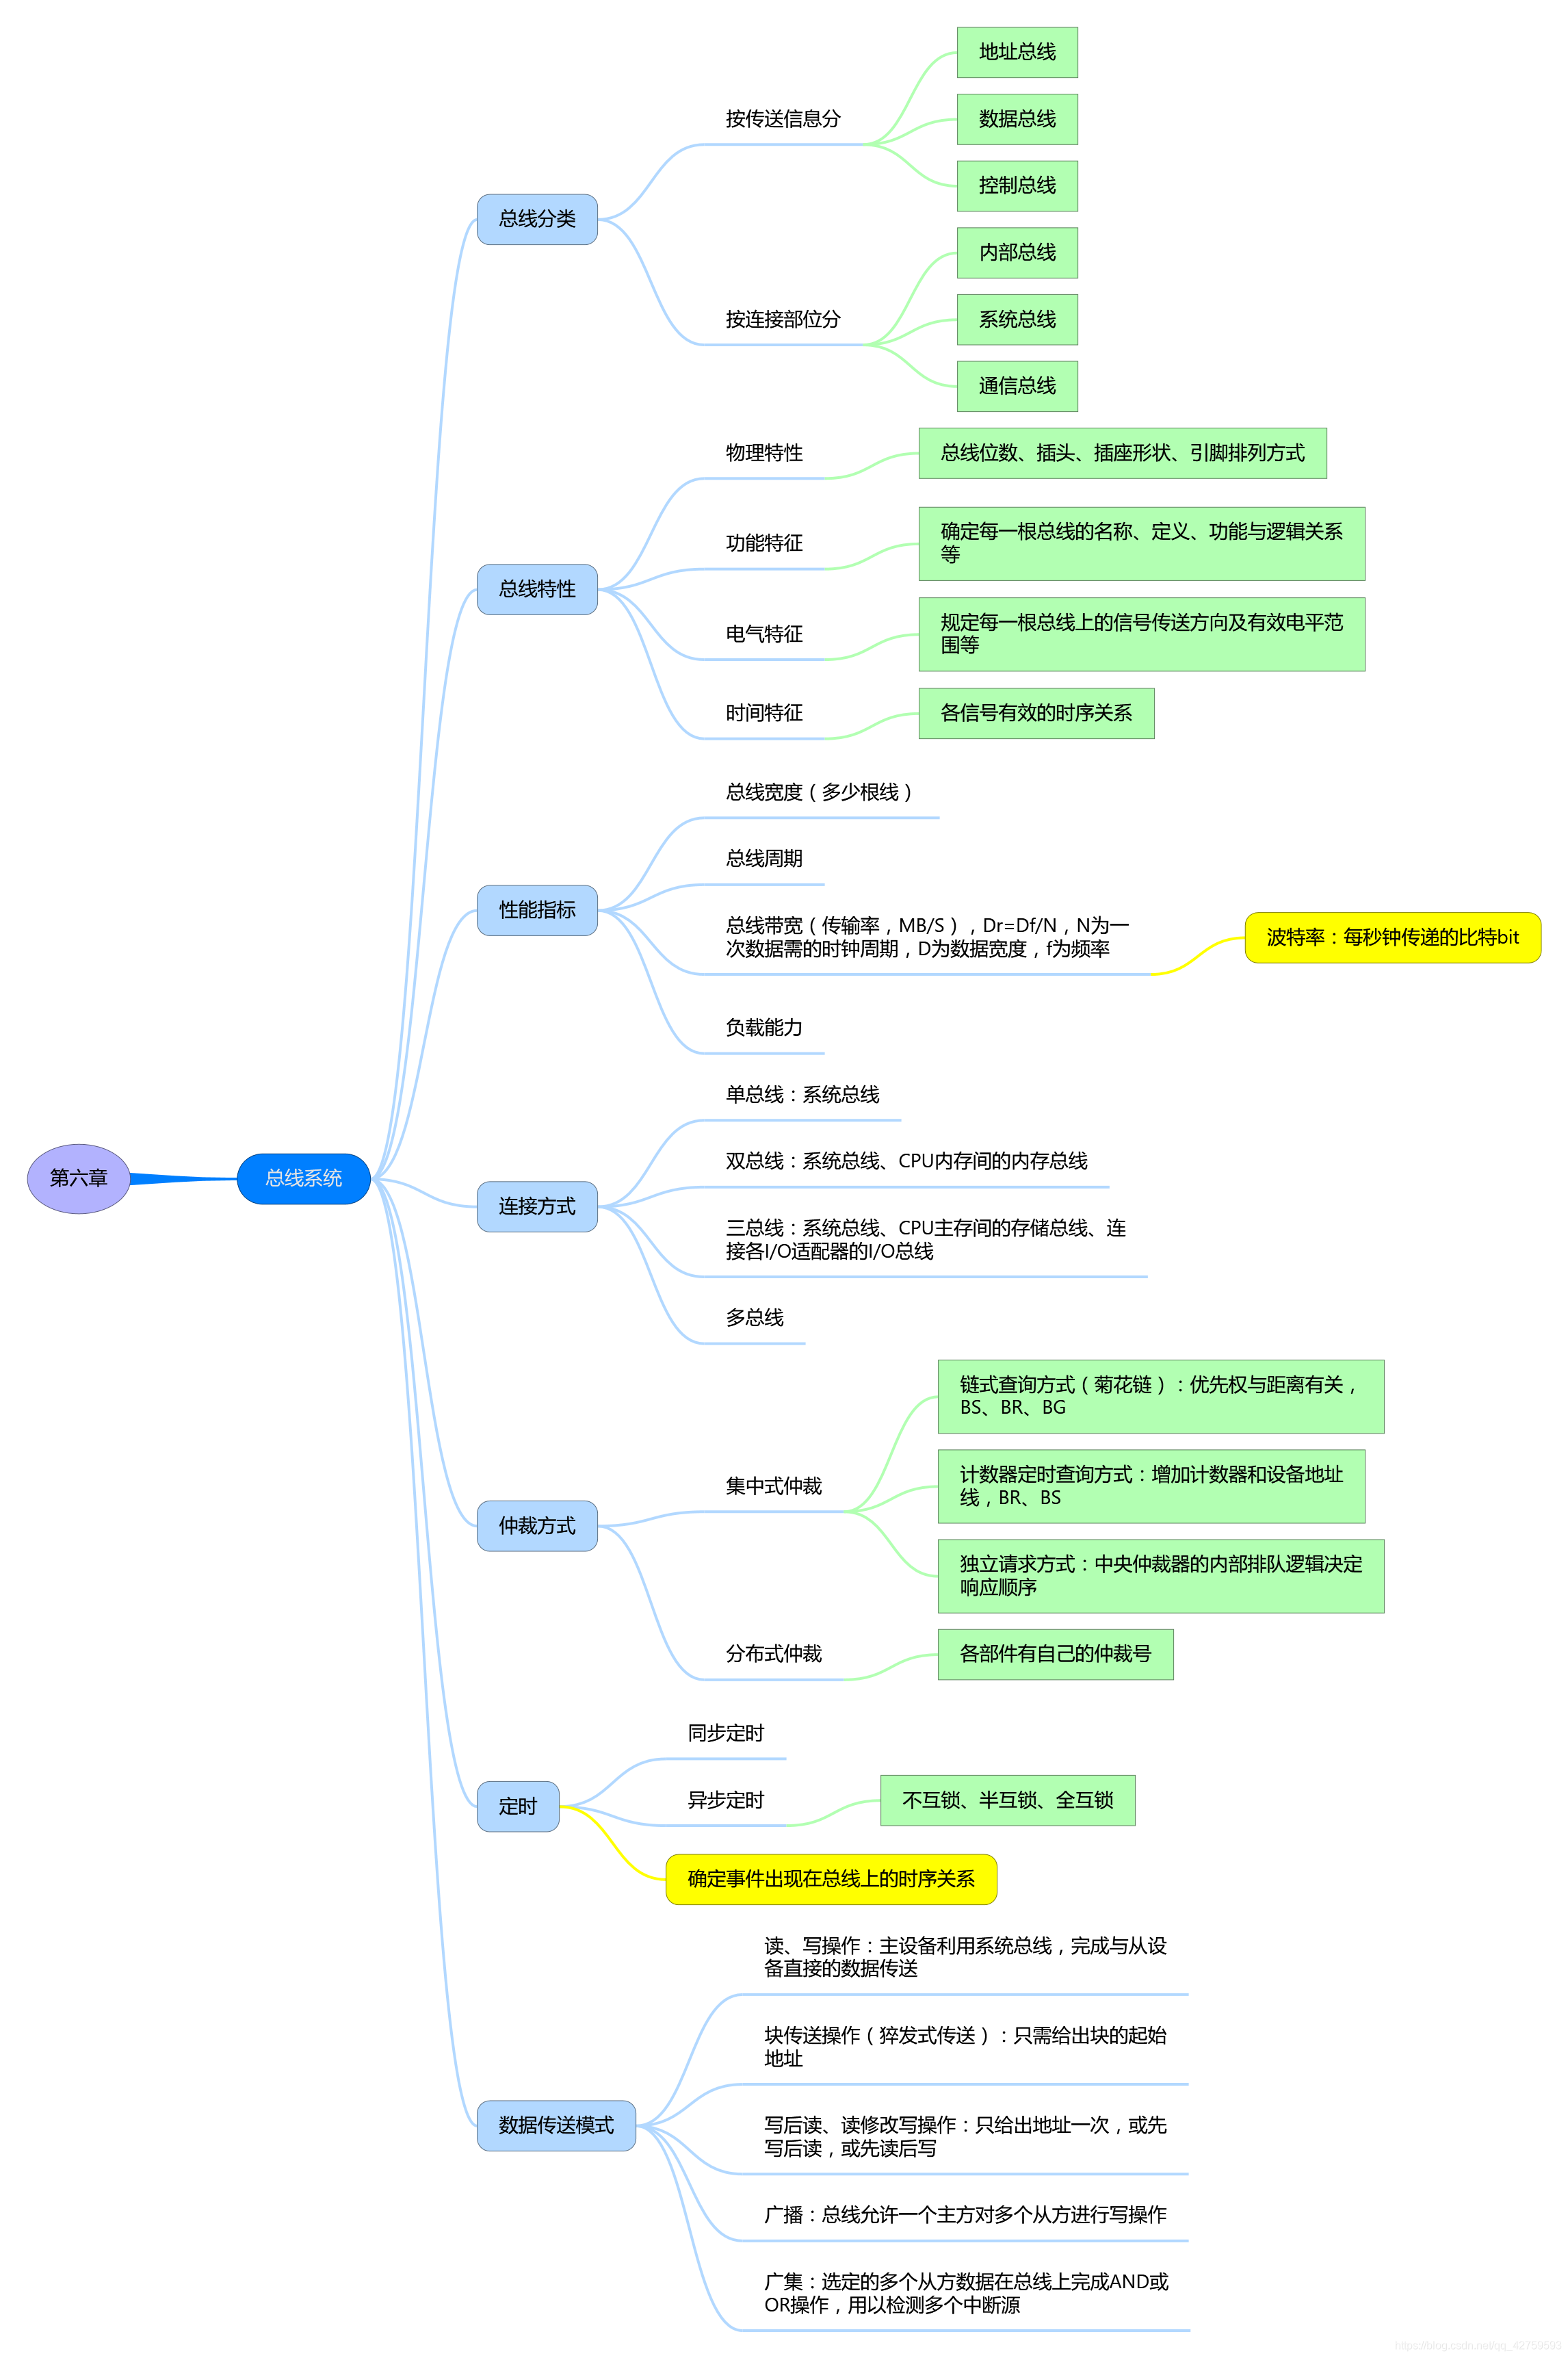 第六章
总线系统
总线分类
按传送信息分
地址总线
数据总线
控制总线
按连接部位分
内部总线
系统总线
通信总线
总线特性
物理特性
总线位数、插头、插座形状、引脚排列方式
功能特征
确定每一根总线的名称、定义、功能与逻辑关系
等
电气特征
规定每一根总线上的信号传送方向及有效电平范
围等
时间特征
各信号有效的时序关系
性能指标
总线宽度（多少根线）
总线周期
总线带宽（传输率，MB/S），Dr=Df/N，N为一
次数据需的时钟周期，D为数据宽度，f为频率
波特率：每秒钟传递的比特bit
负载能力
连接方式
单总线：系统总线
双总线：系统总线、CPU内存间的内存总线
三总线：系统总线、CPU主存间的存储总线、连
接各I/O适配器的I/O总线
多总线
仲裁方式
集中式仲裁
链式查询方式（菊花链）：优先权与距离有关，
BS、BR、BG
计数器定时查询方式：增加计数器和设备地址
线，BR、BS
独立请求方式：中央仲裁器的内部排队逻辑决定
响应顺序
分布式仲裁
各部件有自己的仲裁号
定时
同步定时
异步定时
不互锁、半互锁、全互锁
确定事件出现在总线上的时序关系
数据传送模式
读、写操作：主设备利用系统总线，完成与从设
备直接的数据传送
块传送操作（猝发式传送）：只需给出块的起始
地址
写后读、读修改写操作：只给出地址一次，或先
写后读，或先读后写
广播：总线允许一个主方对多个从方进行写操作
广集：选定的多个从方数据在总线上完成AND或
OR操作，用以检测多个中断源
https://blog.csdn.net/qq_42759693